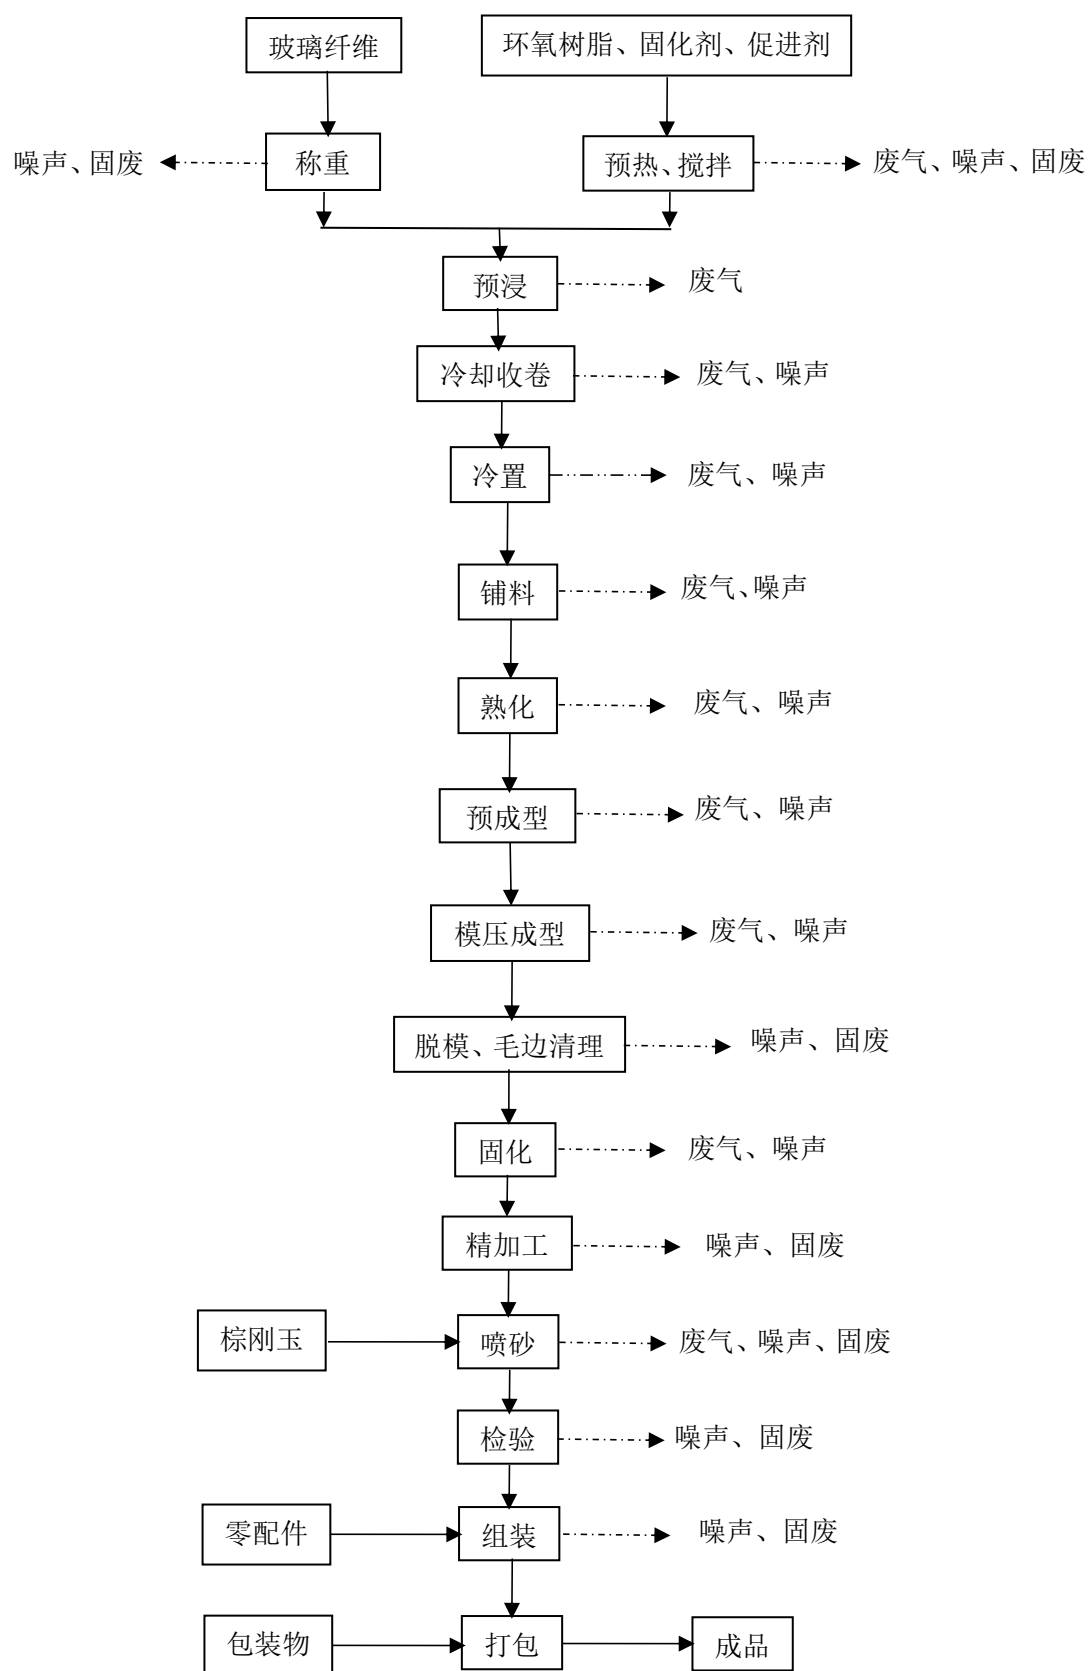 玻璃纤维
环氧树脂、固化剂、促进剂
噪声、固废
称重
预热、搅拌
废气、噪声、固废
预浸
废气
冷却收卷
废气、噪声
冷置
废气、噪声
铺料
废气、噪声
熟化
废气、噪声
预成型
废气、噪声
模压成型
废气、噪声
脱模、毛边清理
噪声、固废
固化
废气、噪声
精加工
噪声、固废
棕刚玉
喷砂
废气、噪声、固废
检验
噪声、固废
零配件
组装
噪声、固废
包装物
打包
成品